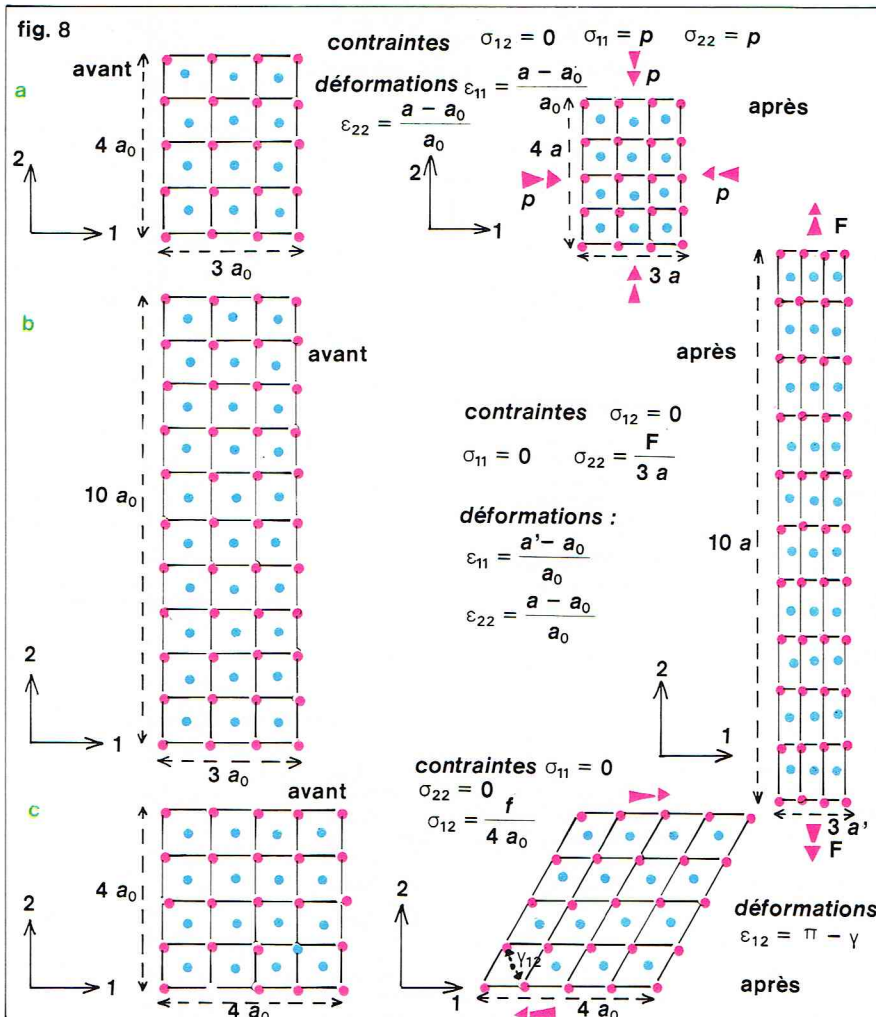 fig. 8
a
avant
4 a₀
2
1
3 a₀
contraintes σ₁₂ = 0 σ₁₁ = p σ₂₂ = p
déformations ε₁₁ = (a – a₀)/a₀
ε₂₂ = (a – a₀)/a₀
p
après
4 a
2
1
p
p
3 a
b
avant
10 a₀
2
1
3 a₀
F
après
contraintes σ₁₂ = 0
σ₁₁ = 0 σ₂₂ = F/3 a
déformations :
ε₁₁ = (a' – a₀)/a₀
ε₂₂ = (a – a₀)/a₀
10 a
2
1
3 a'
F
c
avant
4 a₀
2
1
4 a₀
contraintes σ₁₁ = 0
σ₂₂ = 0
σ₁₂ = f/4 a₀
2
1
γ₁₂
4 a₀
déformations
ε₁₂ = π – γ
après